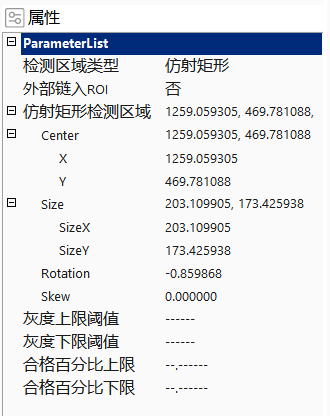 属性
ParameterList
检测区域类型 仿射矩形
外部链入ROI 否
仿射矩形检测区域 1259.059305, 469.781088,
Center 1259.059305, 469.781088
X 1259.059305
Y 469.781088
Size 203.109905, 173.425938
SizeX 203.109905
SizeY 173.425938
Rotation -0.859868
Skew 0.000000
灰度上限阈值 ------
灰度下限阈值 ------
合格百分比上限 --.------
合格百分比下限 --.------